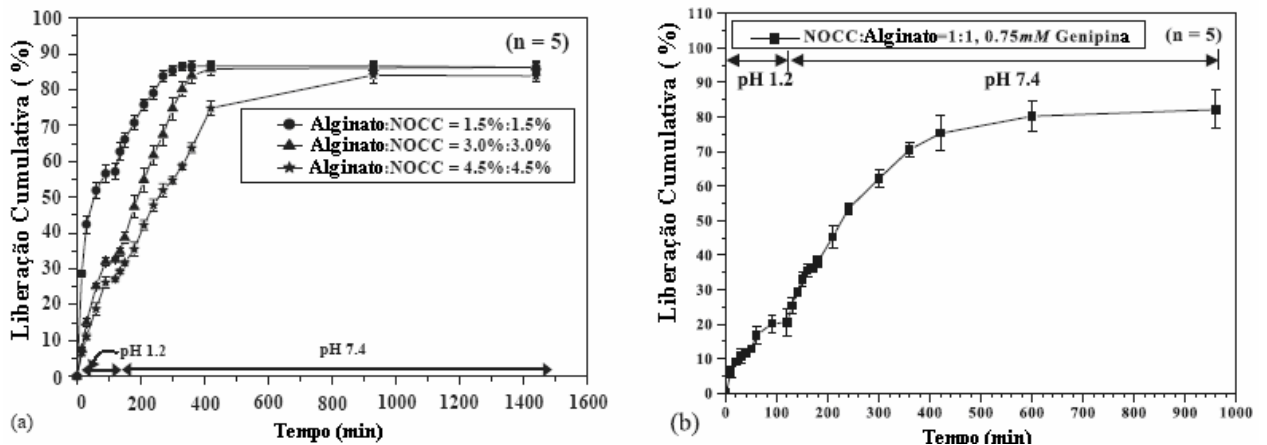 100
90
80
70
60
50
40
30
20
10
0
Liberação Cumulativa ( %)
(n = 5)
Alginato:NOCC = 1.5%:1.5%
Alginato:NOCC = 3.0%:3.0%
Alginato:NOCC = 4.5%:4.5%
pH 1.2
pH 7.4
0 200 400 600 800 1000 1200 1400 1600
Tempo (min)
(a)
(b)
110
100
90
80
70
60
50
40
30
20
10
0
Liberação Cumulativa ( %)
NOCC:Alginato=1:1, 0.75mM Genipina
(n = 5)
pH 1.2
pH 7.4
0 100 200 300 400 500 600 700 800 900 1000
Tempo (min)